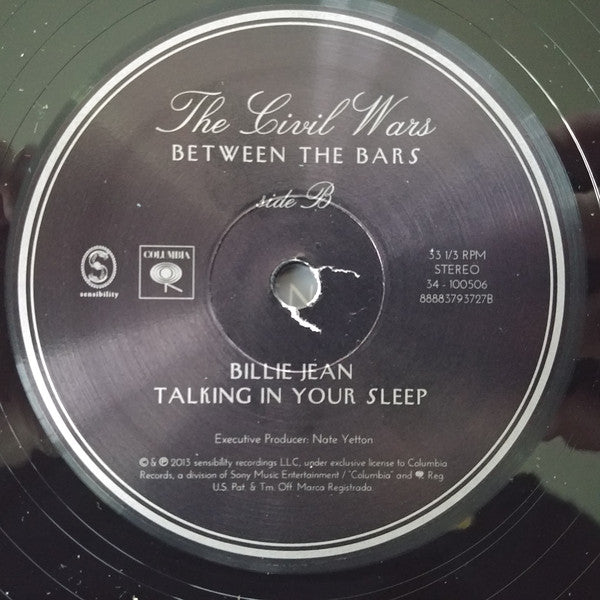 The Civil Wars
BETWEEN THE BARS
side B
sensibility
COLUMBIA
33 1/3 RPM
STEREO
34 - 100506
88883793727B
BILLIE JEAN
TALKING IN YOUR SLEEP
Executive Producer: Nate Yetton
© & ℗ 2013 sensibility recordings LLC, under exclusive license to Columbia
Records, a division of Sony Music Entertainment / "Columbia" and Reg.
U.S. Pat. & Tm. Off. Marca Registrada.